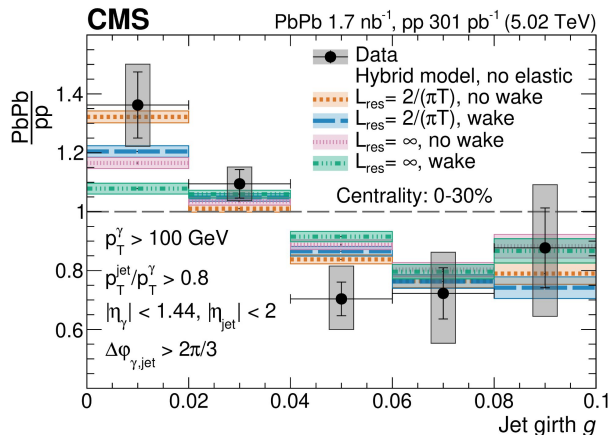 CMS PbPb 1.7 nb⁻¹, pp 301 pb⁻¹ (5.02 TeV)
Data
Hybrid model, no elastic
L_res = 2/(πT), no wake
L_res = 2/(πT), wake
L_res = ∞, no wake
L_res = ∞, wake
Centrality: 0-30%
PbPb
pp
1.4
1.2
1
0.8
0.6
p_T^γ > 100 GeV
p_T^jet/p_T^γ > 0.8
|η_γ| < 1.44, |η_jet| < 2
Δφ_γ,jet > 2π/3
0 0.02 0.04 0.06 0.08 0.1
Jet girth g